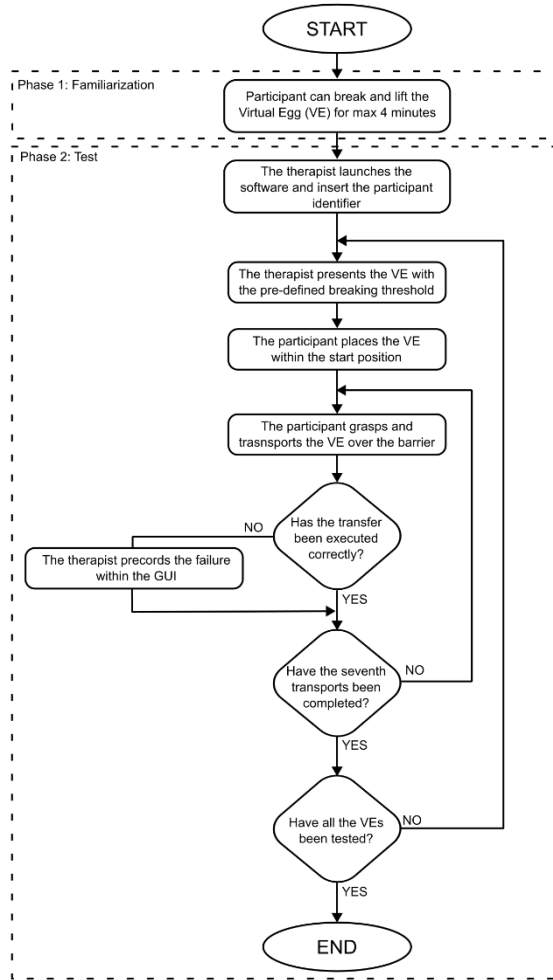 START
Phase 1: Familiarization
Participant can break and lift the
Virtual Egg (VE) for max 4 minutes
Phase 2: Test
The therapist launches the
software and insert the participant
identifier
The therapist presents the VE with
the pre-defined breaking threshold
The participant places the VE
within the start position
The participant grasps and
trasnsports the VE over the barrier
Has the transfer
been executed
correctly?
NO
The therapist precords the failure
within the GUI
YES
Have the seventh
transports been
completed?
NO
YES
Have all the VEs
been tested?
NO
YES
END